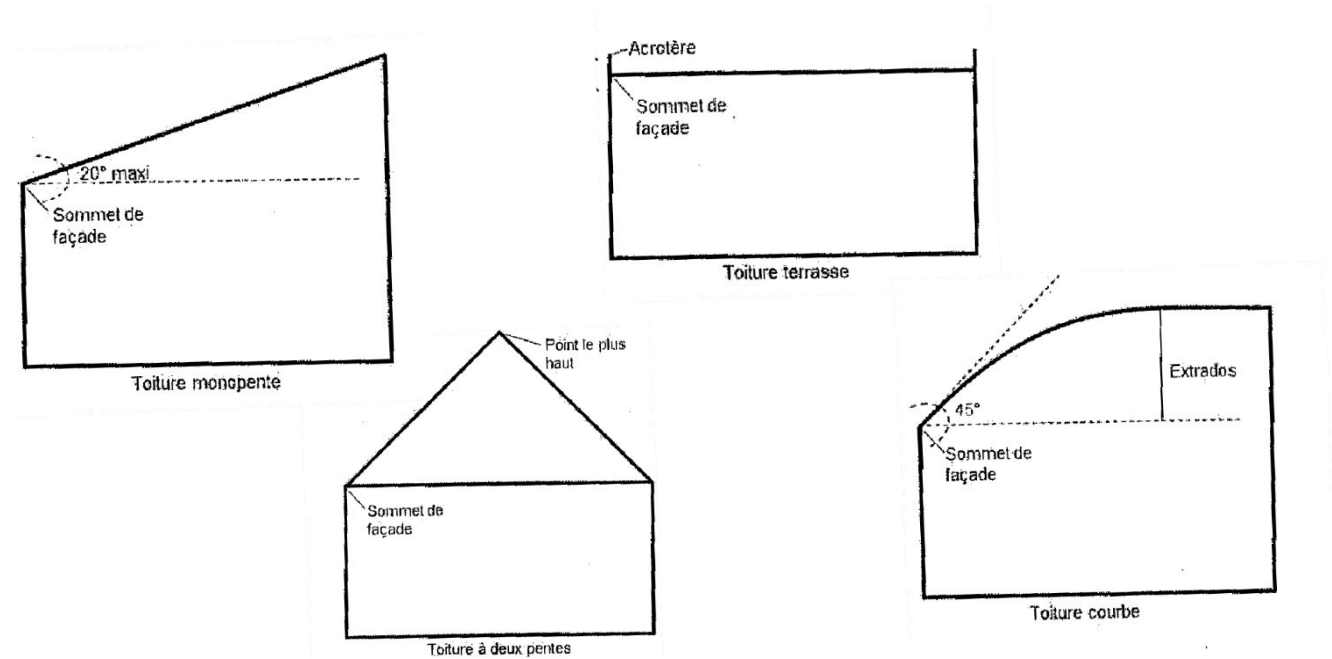 20° maxi
Sommet de
façade
Toiture monopente
Acrotère
Sommet de
façade
Toiture terrasse
Point le plus
haut
Sommet de
façade
Toiture à deux pentes
45°
Extrados
Sommet de
façade
Toiture courbe